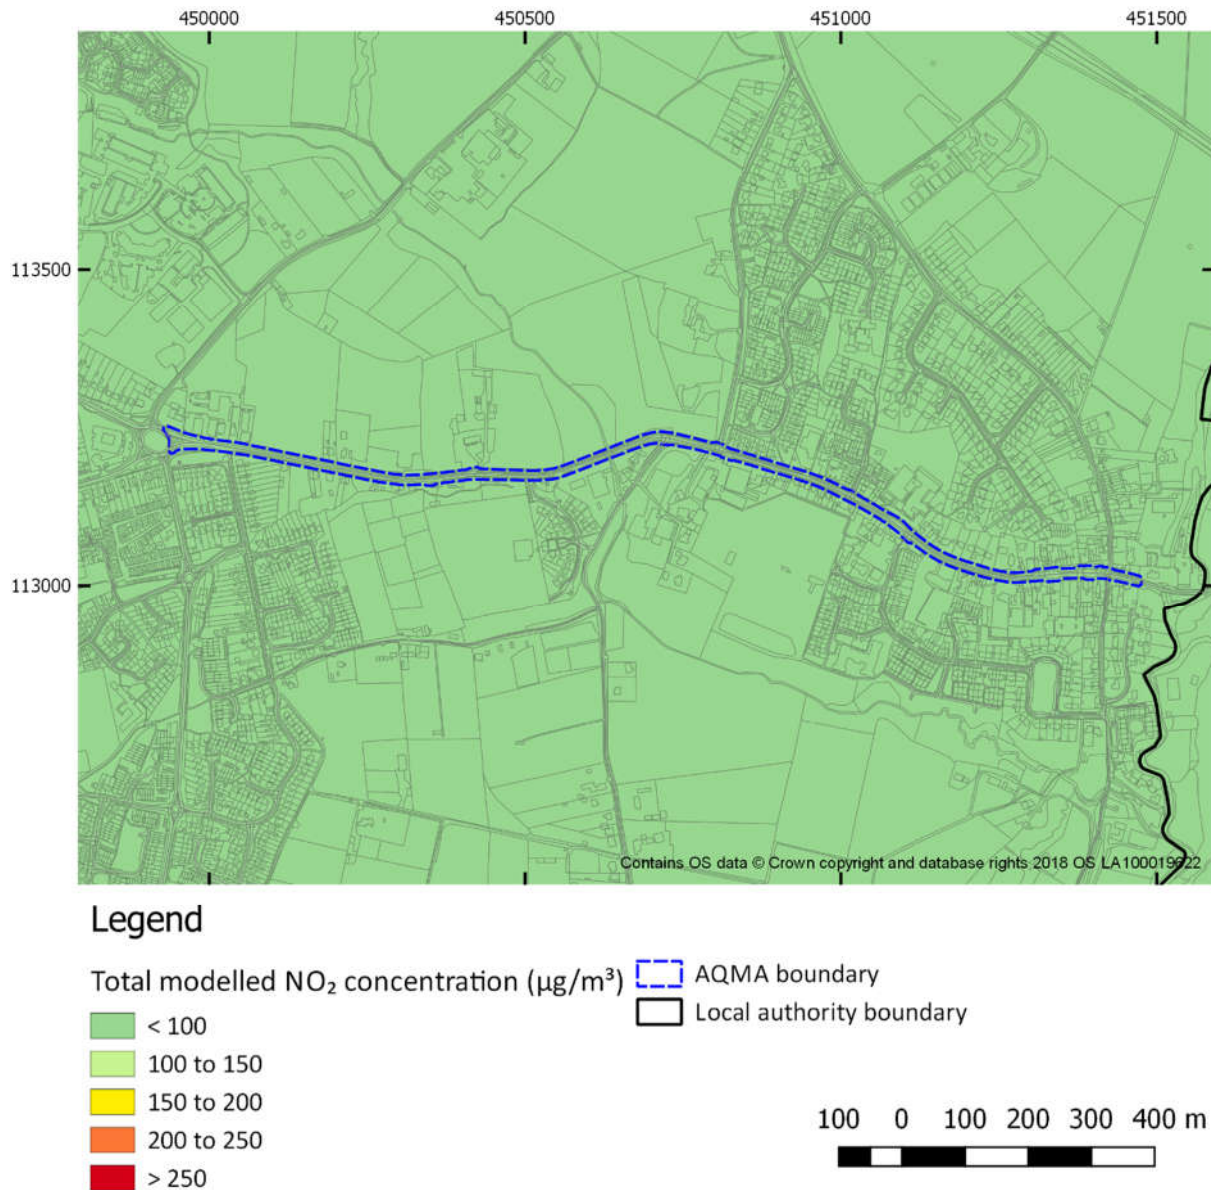 450000 450500 451000 451500
113500
113000
Contains OS data © Crown copyright and database rights 2018 OS LA100019622
Legend
Total modelled NO₂ concentration (µg/m³)
< 100
100 to 150
150 to 200
200 to 250
> 250
AQMA boundary
Local authority boundary
100 0 100 200 300 400 m